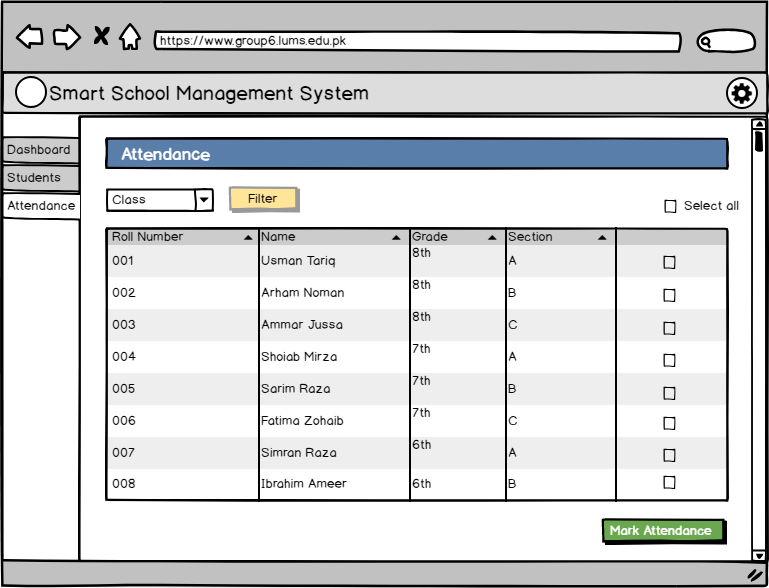 https://www.group6.lums.edu.pk
Smart School Management System
Dashboard
Students
Attendance
Attendance
Class
Filter
Select all
Roll Number Name Grade Section
001 Usman Tariq 8th A
002 Arham Noman 8th B
003 Ammar Jussa 8th C
004 Shoiab Mirza 7th A
005 Sarim Raza 7th B
006 Fatima Zohaib 7th C
007 Simran Raza 6th A
008 Ibrahim Ameer 6th B
Mark Attendance